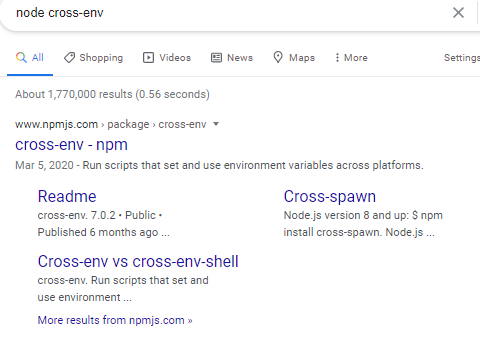 node cross-env
All Shopping Videos News Maps More Settings
About 1,770,000 results (0.56 seconds)
www.npmjs.com › package › cross-env
cross-env - npm
Mar 5, 2020 - Run scripts that set and use environment variables across platforms.
Readme
cross-env. 7.0.2 • Public •
Published 6 months ago ...
Cross-spawn
Node.js version 8 and up: $ npm
install cross-spawn. Node.js ...
Cross-env vs cross-env-shell
cross-env. Run scripts that set and
use environment ...
More results from npmjs.com »